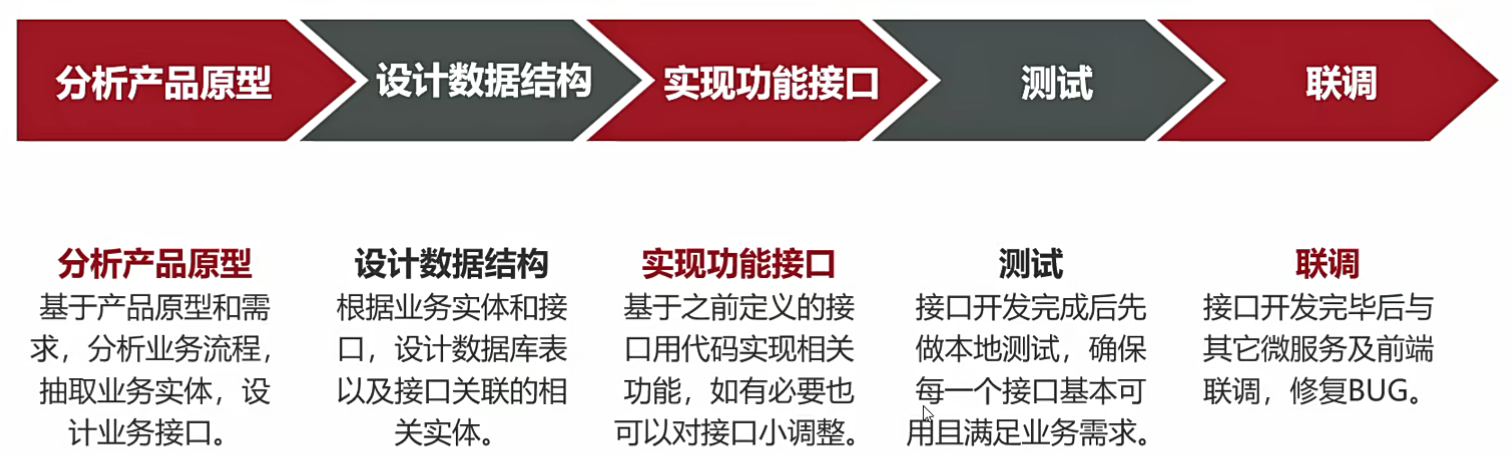 分析产品原型
设计数据结构
实现功能接口
测试
联调
分析产品原型
基于产品原型和需
求，分析业务流程，
抽取业务实体，设
计业务接口。
设计数据结构
根据业务实体和接
口，设计数据库表
以及接口关联的相
关实体。
实现功能接口
基于之前定义的接
口用代码实现相关
功能，如有必要也
可以对接口小调整。
测试
接口开发完成后先
做本地测试，确保
每一个接口基本可
用且满足业务需求。
联调
接口开发完毕后与
其它微服务及前端
联调，修复BUG。